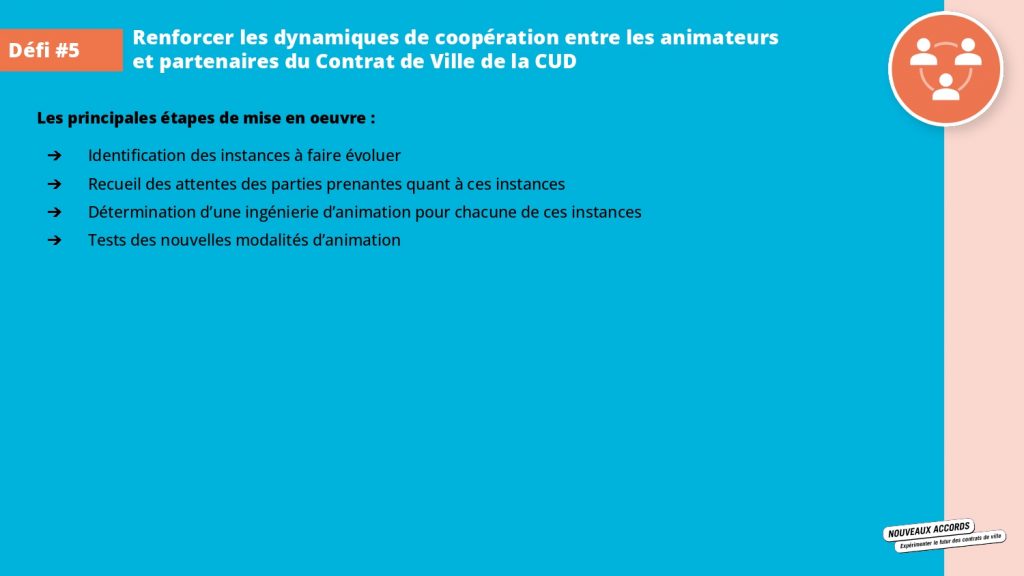 Défi #5
Renforcer les dynamiques de coopération entre les animateurs
et partenaires du Contrat de Ville de la CUD
Les principales étapes de mise en oeuvre :
➔ Identification des instances à faire évoluer
➔ Recueil des attentes des parties prenantes quant à ces instances
➔ Détermination d’une ingénierie d’animation pour chacune de ces instances
➔ Tests des nouvelles modalités d’animation
NOUVEAUX ACCORDS
Expérimenter le futur des contrats de ville